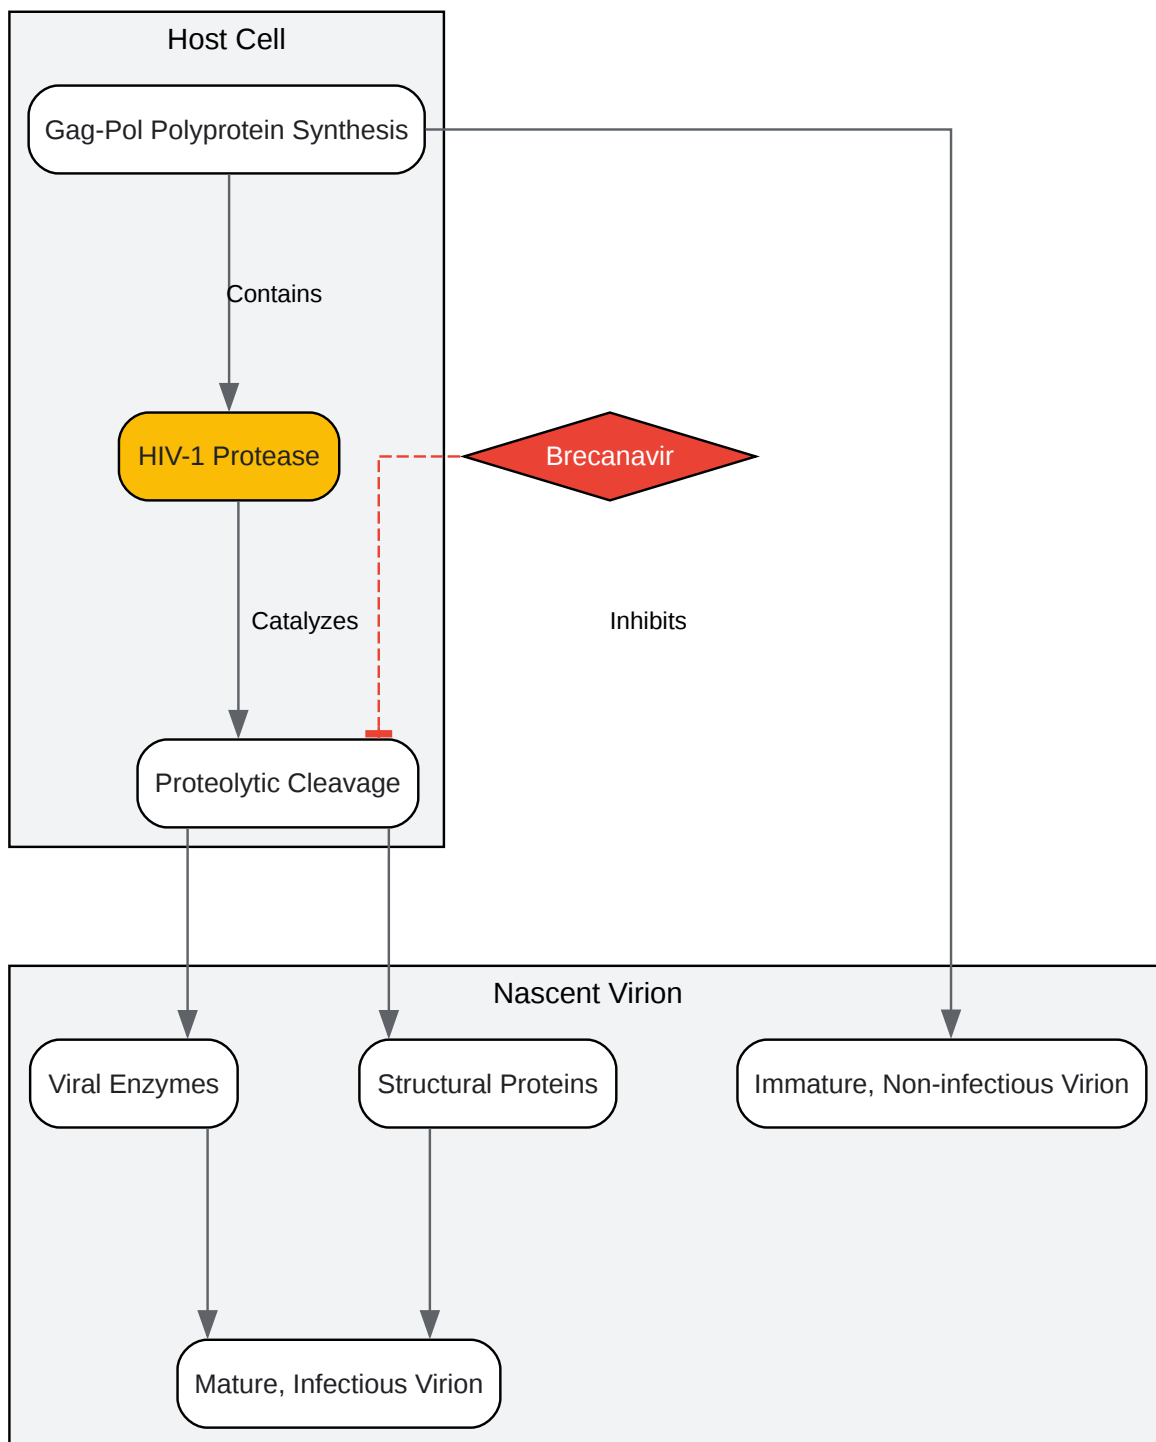 Host Cell
Gag-Pol Polyprotein Synthesis
Contains
HIV-1 Protease
Brecanavir
Catalyzes
Inhibits
Proteolytic Cleavage
Nascent Virion
Viral Enzymes
Structural Proteins
Immature, Non-infectious Virion
Mature, Infectious Virion